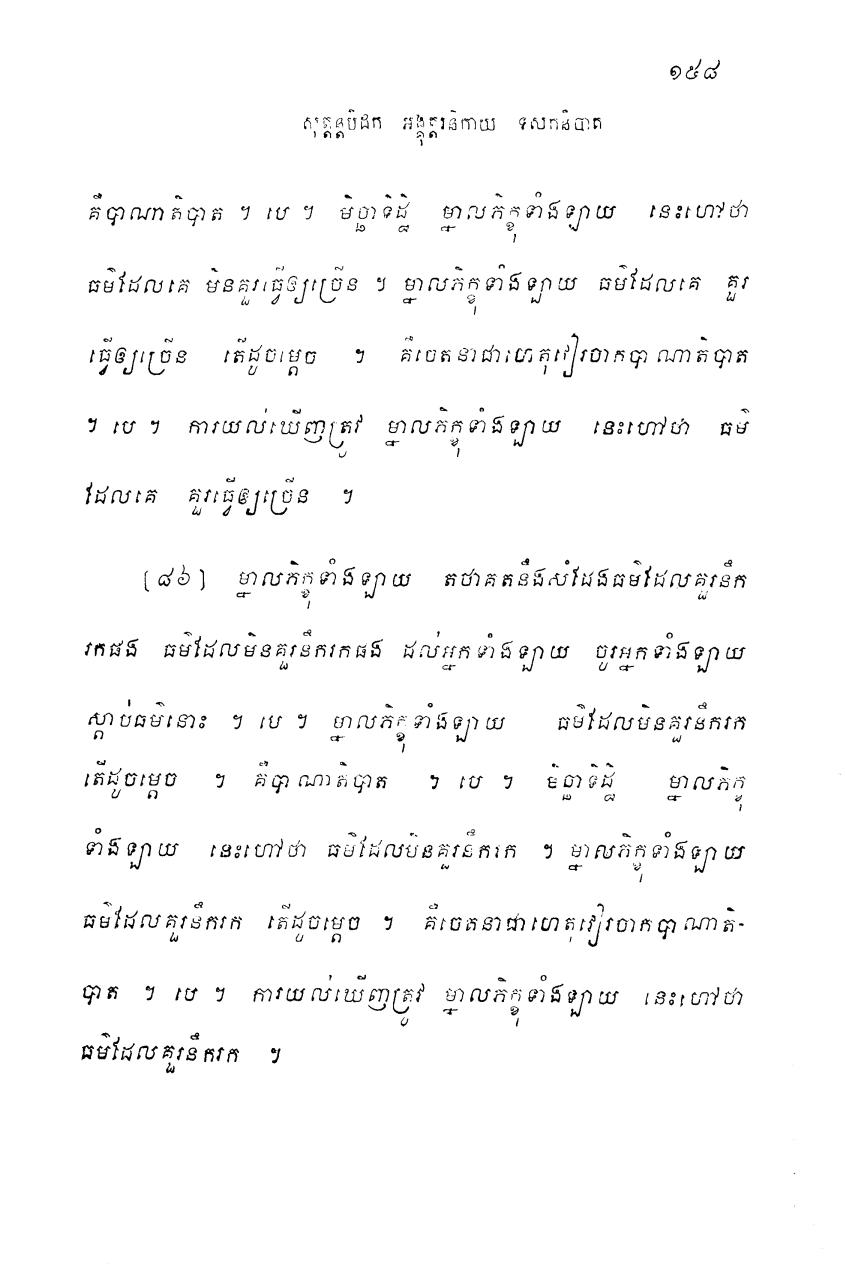 ១៥៨
សុត្តន្តបិដក អង្គុត្តរនិកាយ ទសកនិបាត
គឺបាណាតិបាត ។ បេ ។ មិច្ឆាទិដ្ឋិ ម្នាលភិក្ខុទាំងឡាយ នេះហៅថា
ធម៌ដែលគេ មិនគួរធ្វើឲ្យច្រើន ។ ម្នាលភិក្ខុទាំងឡាយ ធម៌ដែលគេ គួរ
ធ្វើឲ្យច្រើន តើដូចម្តេច ។ គឺចេតនាជាហេតុវៀរចាកបាណាតិបាត
។ បេ ។ ការយល់ឃើញត្រូវ ម្នាលភិក្ខុទាំងឡាយ នេះហៅថា ធម៌
ដែលគេ គួរធ្វើឲ្យច្រើន ។
[៨៦] ម្នាលភិក្ខុទាំងឡាយ តថាគតនឹងសំដែងធម៌ដែលគួរនឹក
រកផង ធម៌ដែលមិនគួរនឹករកផង ដល់អ្នកទាំងឡាយ ចូរអ្នកទាំងឡាយ
ស្តាប់ធម៌នោះ ។ បេ ។ ម្នាលភិក្ខុទាំងឡាយ ធម៌ដែលមិនគួរនឹករក
តើដូចម្តេច ។ គឺបាណាតិបាត ។ បេ ។ មិច្ឆាទិដ្ឋិ ម្នាលភិក្ខុ
ទាំងឡាយ នេះហៅថា ធម៌ដែលមិនគួរនឹករក ។ ម្នាលភិក្ខុទាំងឡាយ
ធម៌ដែលគួរនឹករក តើដូចម្តេច ។ គឺចេតនាជាហេតុវៀរចាកបាណាតិ-
បាត ។ បេ ។ ការយល់ឃើញត្រូវ ម្នាលភិក្ខុទាំងឡាយ នេះហៅថា
ធម៌ដែលគួរនឹករក ។